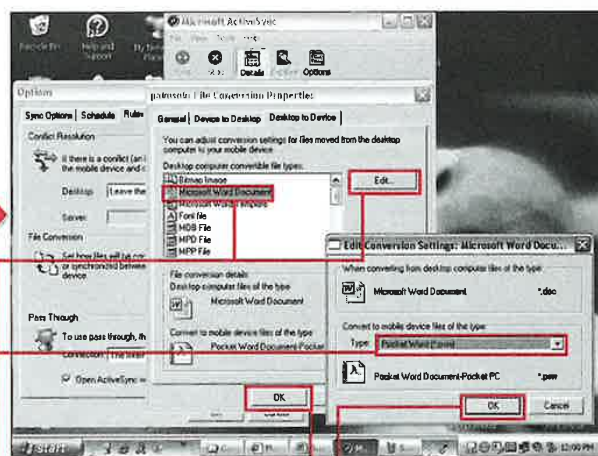 Microsoft ActiveSync
File View Tools Help
Recycle Bin
Help and Support
Details
Options
Options
Sync Options Schedule Rules
Conflict Resolution
If there is a conflict (an i
the mobile device and c
Desktop: Leave the
Server:
File Conversion
Set how files will be con
or synchronized between
device.
Pass Through
To use pass through, th
Connection:
Open ActiveSync w
File Conversion Properties
General Device to Desktop Desktop to Device
You can adjust conversion settings for files moved from the desktop
computer to your mobile device.
Desktop computer convertible file types:
Bitmap Image
Microsoft Word Document
Microsoft Word Template
Font file
MDB File
MPD File
MPP File
Edit...
File conversion details
Desktop computer files of the type
Microsoft Word Document
Convert to mobile device files of the type
Pocket Word Document-Pocket
OK
Edit Conversion Settings: Microsoft Word Docu...
When converting from desktop computer files of the type:
Microsoft Word Document *.doc
Convert to mobile device files of the type:
Type: Pocket Word (*.psw)
Pocket Word Document-Pocket PC *.psw
OK Cancel
start
12:00 PM